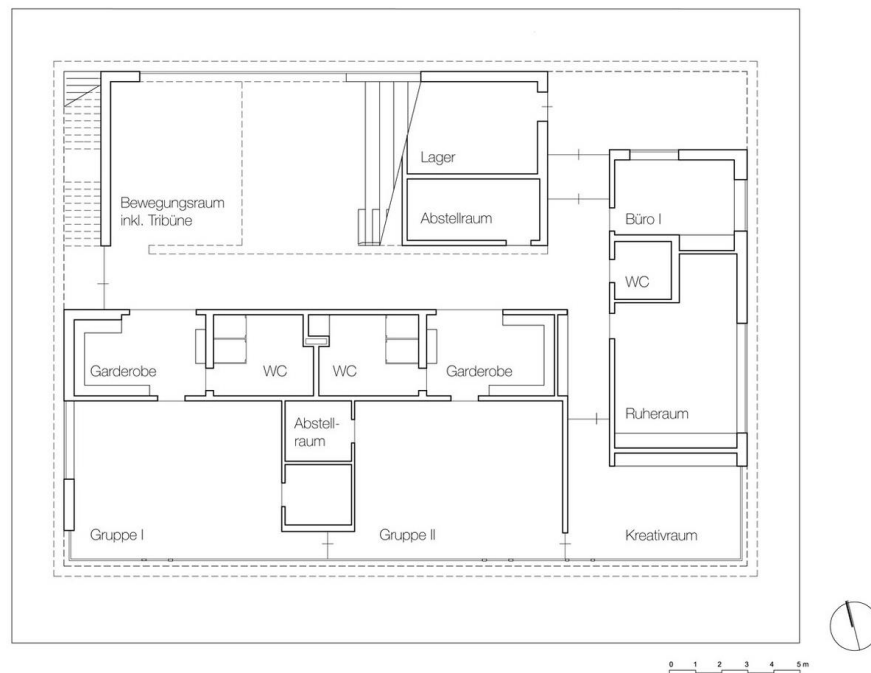 Lager
Bewegungsraum
inkl. Tribüne
Abstellraum
Büro I
WC
Garderobe
WC
WC
Garderobe
Ruheraum
Abstell-
raum
Gruppe I
Gruppe II
Kreativraum
0 1 2 3 4 5 m